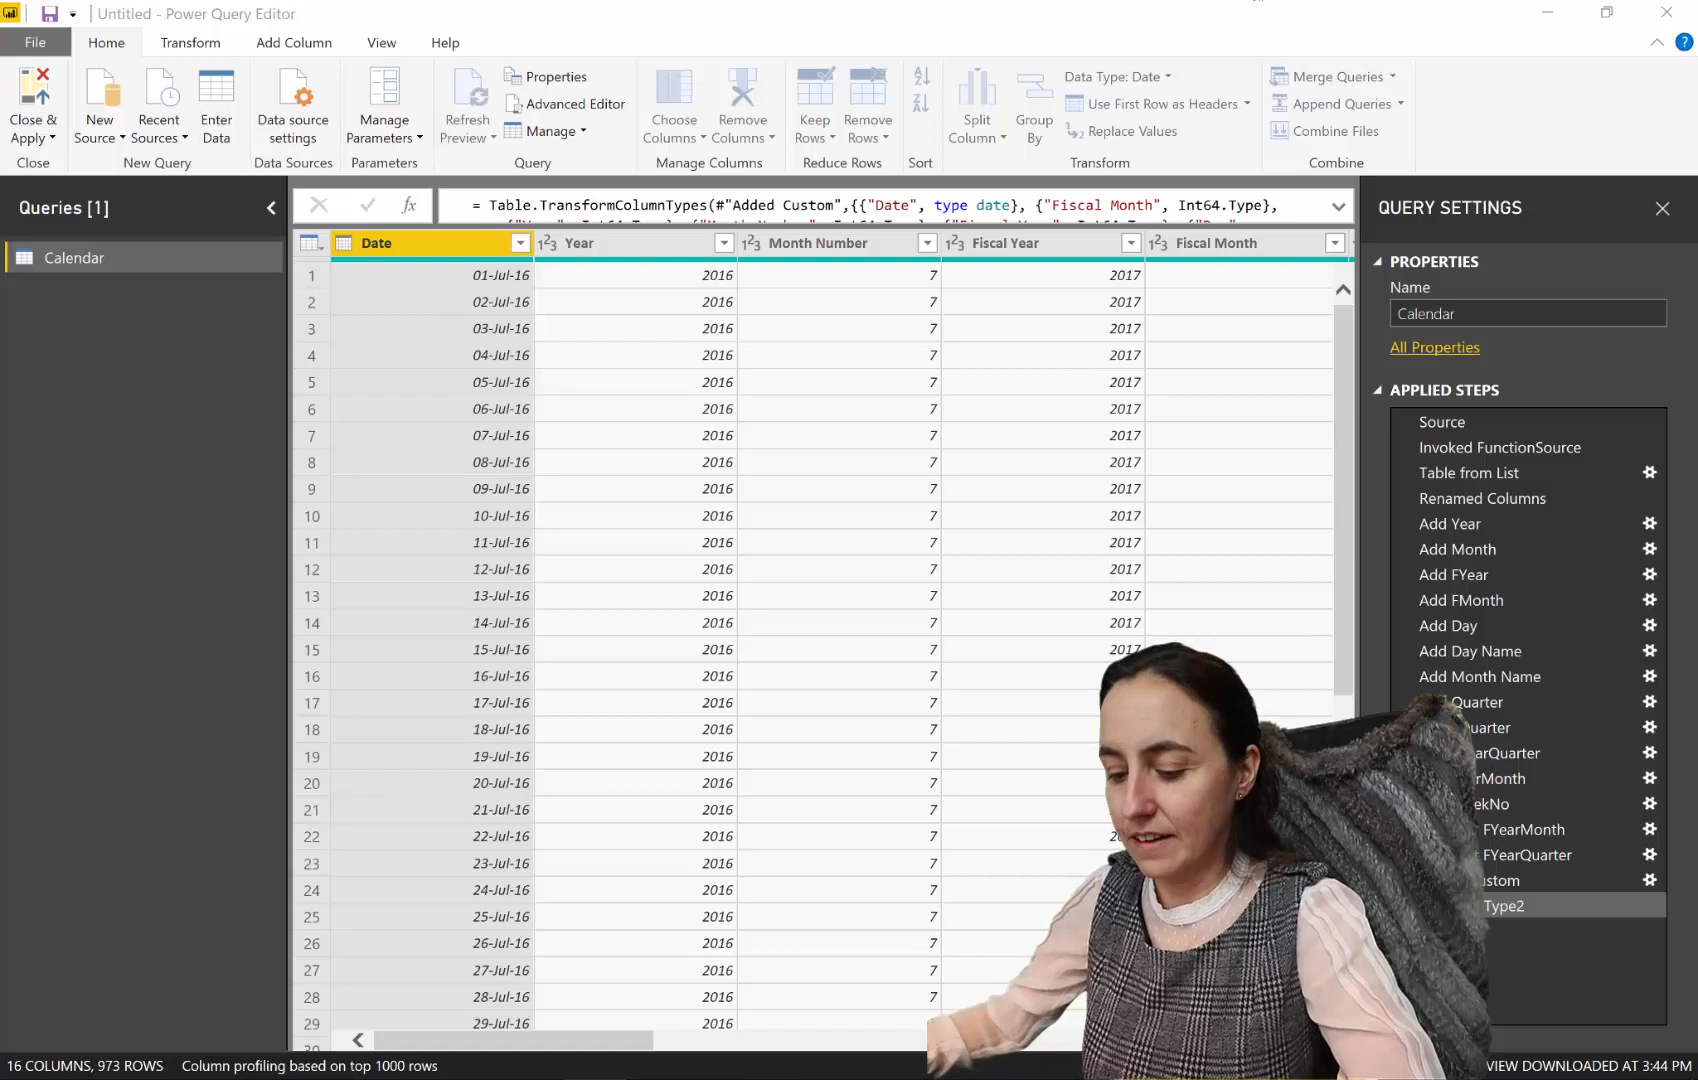 Untitled - Power Query Editor
File Home Transform Add Column View Help
Close & Apply
New Source
Recent Sources
Enter Data
Data source settings
Manage Parameters
Refresh Preview
Properties
Advanced Editor
Manage
Choose Columns
Remove Columns
Keep Rows
Remove Rows
Split Column
Group By
Data Type: Date
Use First Row as Headers
Replace Values
Merge Queries
Append Queries
Combine Files
Close New Query Data Sources Parameters Query Manage Columns Reduce Rows Sort Transform Combine
Queries [1]
Calendar
fx = Table.TransformColumnTypes(#"Added Custom",{{"Date", type date}, {"Fiscal Month", Int64.Type},
Date 123 Year 123 Month Number 123 Fiscal Year 123 Fiscal Month
1 01-Jul-16 2016 7 2017
2 02-Jul-16 2016 7 2017
3 03-Jul-16 2016 7 2017
4 04-Jul-16 2016 7 2017
5 05-Jul-16 2016 7 2017
6 06-Jul-16 2016 7 2017
7 07-Jul-16 2016 7 2017
8 08-Jul-16 2016 7 2017
9 09-Jul-16 2016 7 2017
10 10-Jul-16 2016 7 2017
11 11-Jul-16 2016 7 2017
12 12-Jul-16 2016 7 2017
13 13-Jul-16 2016 7 2017
14 14-Jul-16 2016 7 2017
15 15-Jul-16 2016 7 2017
16 16-Jul-16 2016 7
17 17-Jul-16 2016 7
18 18-Jul-16 2016 7
19 19-Jul-16 2016 7
20 20-Jul-16 2016 7
21 21-Jul-16 2016 7
22 22-Jul-16 2016 7
23 23-Jul-16 2016 7
24 24-Jul-16 2016 7
25 25-Jul-16 2016 7
26 26-Jul-16 2016 7
27 27-Jul-16 2016 7
28 28-Jul-16 2016 7
29 29-Jul-16 2016
QUERY SETTINGS
PROPERTIES
Name
Calendar
All Properties
APPLIED STEPS
Source
Invoked FunctionSource
Table from List
Renamed Columns
Add Year
Add Month
Add FYear
Add FMonth
Add Day
Add Day Name
Add Month Name
Quarter
uarter
arQuarter
rMonth
ekNo
FYearMonth
FYearQuarter
ustom
Type2
16 COLUMNS, 973 ROWS Column profiling based on top 1000 rows
VIEW DOWNLOADED AT 3:44 PM